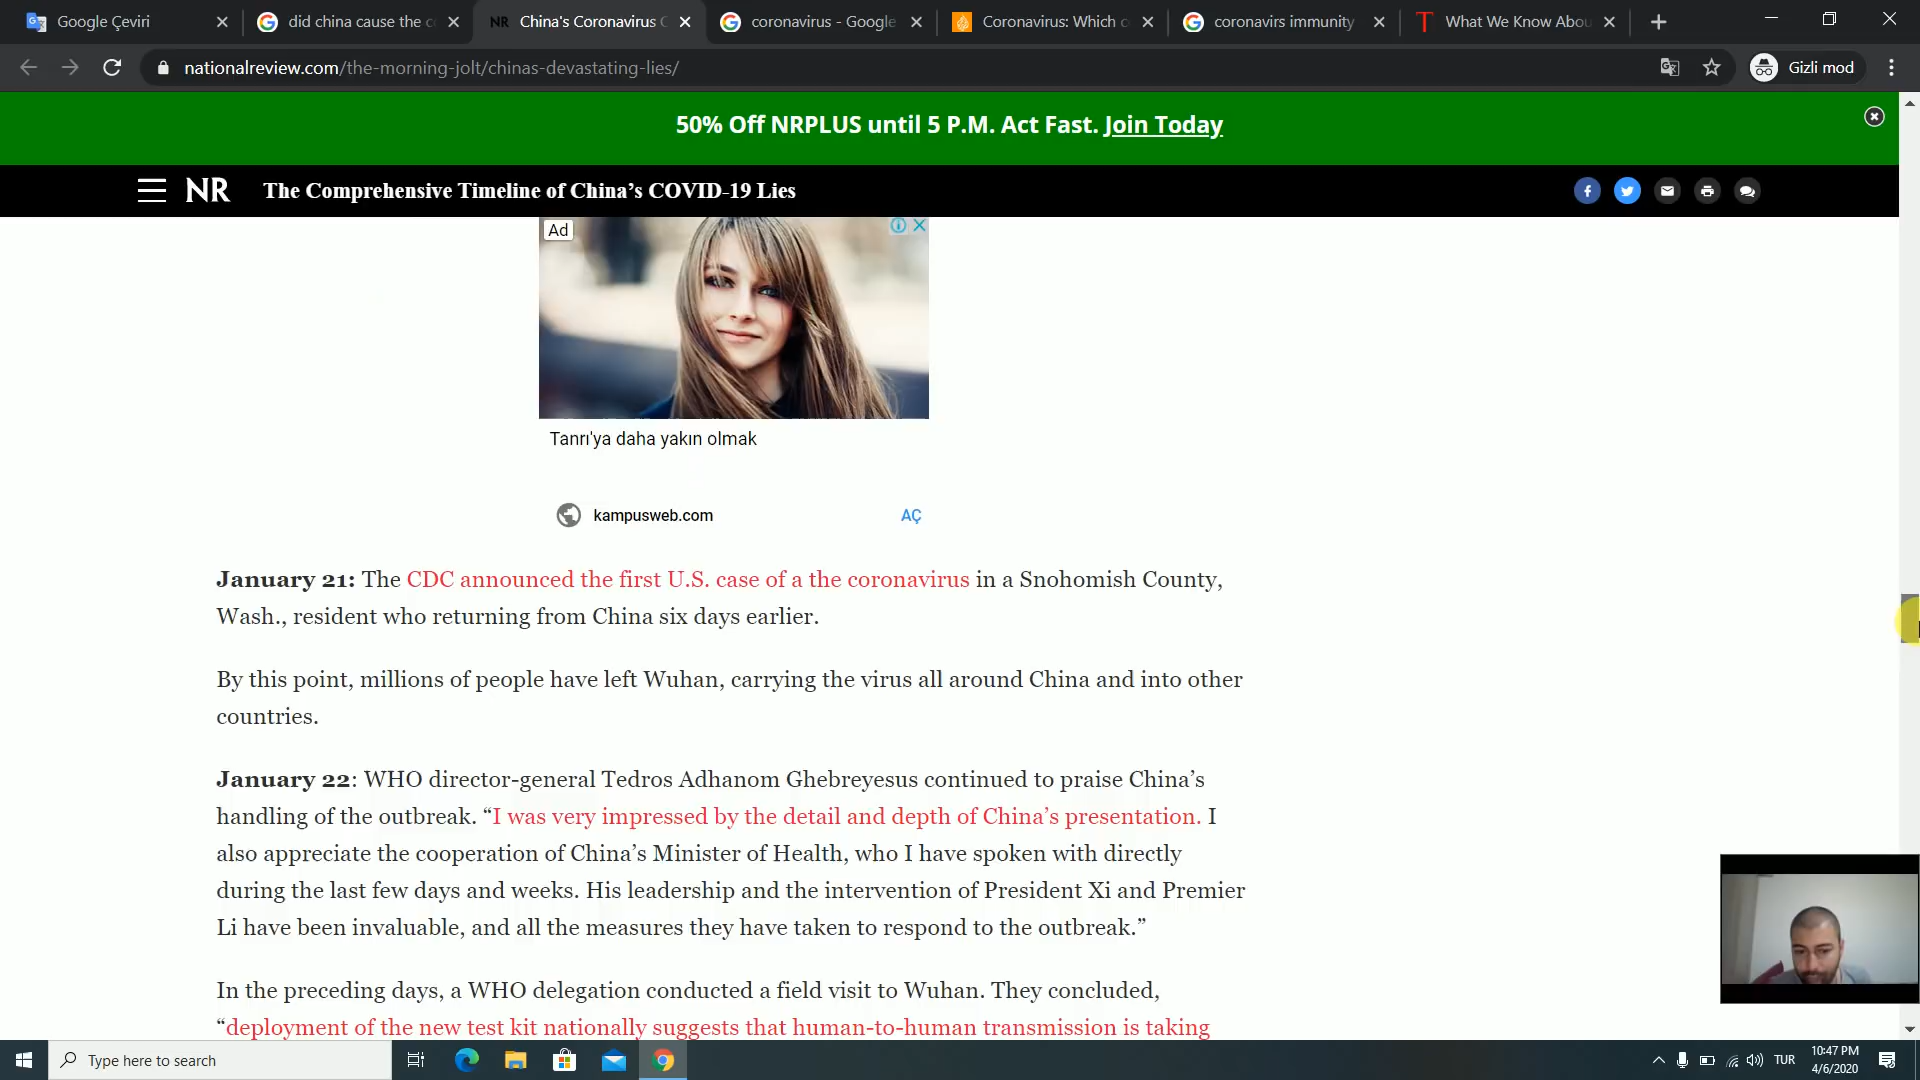 Google Çeviri
did china cause the c
China's Coronavirus C
coronavirus - Google
Coronavirus: Which c
coronavirs immunity
What We Know Abou
nationalreview.com/the-morning-jolt/chinas-devastating-lies/
Gizli mod
50% Off NRPLUS until 5 P.M. Act Fast. Join Today
NR
The Comprehensive Timeline of China's COVID-19 Lies
Ad
Tanrı'ya daha yakın olmak
kampusweb.com
AÇ
January 21: The CDC announced the first U.S. case of a the coronavirus in a Snohomish County,
Wash., resident who returning from China six days earlier.
By this point, millions of people have left Wuhan, carrying the virus all around China and into other
countries.
January 22: WHO director-general Tedros Adhanom Ghebreyesus continued to praise China's
handling of the outbreak. “I was very impressed by the detail and depth of China's presentation. I
also appreciate the cooperation of China's Minister of Health, who I have spoken with directly
during the last few days and weeks. His leadership and the intervention of President Xi and Premier
Li have been invaluable, and all the measures they have taken to respond to the outbreak.”
In the preceding days, a WHO delegation conducted a field visit to Wuhan. They concluded,
“deployment of the new test kit nationally suggests that human-to-human transmission is taking
Type here to search
TUR
10:47 PM
4/6/2020